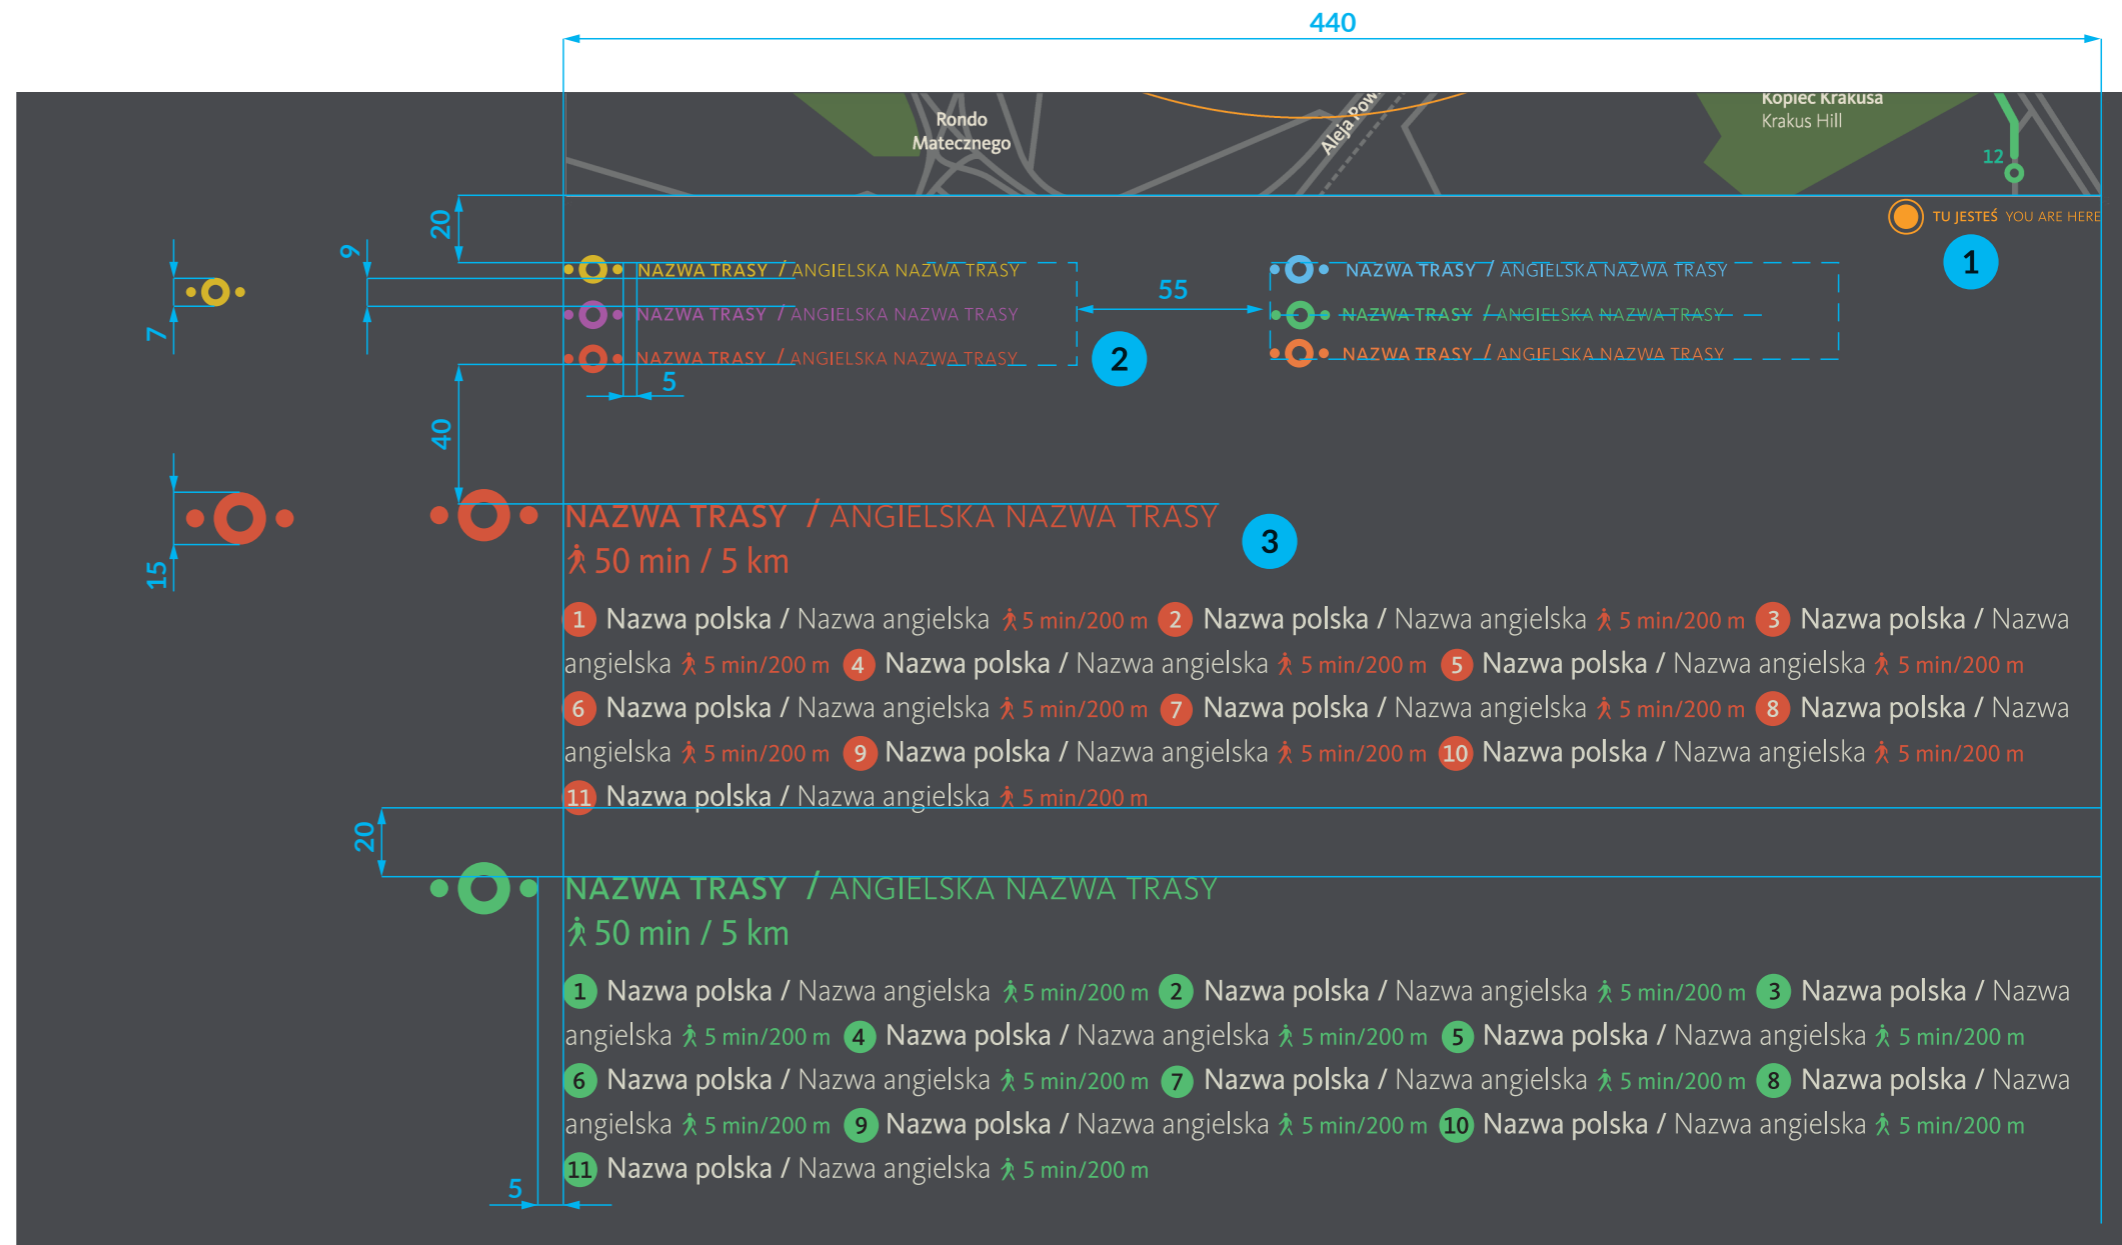 440
Rondo
Matecznego
Aleja Pow
Kopiec Krakusa
Krakus Hill
12
TU JESTEŚ YOU ARE HERE
1
20
9
7
NAZWA TRASY / ANGIELSKA NAZWA TRASY
NAZWA TRASY / ANGIELSKA NAZWA TRASY
NAZWA TRASY / ANGIELSKA NAZWA TRASY
55
NAZWA TRASY / ANGIELSKA NAZWA TRASY
NAZWA TRASY / ANGIELSKA NAZWA TRASY
NAZWA TRASY / ANGIELSKA NAZWA TRASY
2
5
40
15
NAZWA TRASY / ANGIELSKA NAZWA TRASY
3
50 min / 5 km
1 Nazwa polska / Nazwa angielska 5 min/200 m 2 Nazwa polska / Nazwa angielska 5 min/200 m 3 Nazwa polska / Nazwa
angielska 5 min/200 m 4 Nazwa polska / Nazwa angielska 5 min/200 m 5 Nazwa polska / Nazwa angielska 5 min/200 m
6 Nazwa polska / Nazwa angielska 5 min/200 m 7 Nazwa polska / Nazwa angielska 5 min/200 m 8 Nazwa polska / Nazwa
angielska 5 min/200 m 9 Nazwa polska / Nazwa angielska 5 min/200 m 10 Nazwa polska / Nazwa angielska 5 min/200 m
11 Nazwa polska / Nazwa angielska 5 min/200 m
20
NAZWA TRASY / ANGIELSKA NAZWA TRASY
50 min / 5 km
1 Nazwa polska / Nazwa angielska 5 min/200 m 2 Nazwa polska / Nazwa angielska 5 min/200 m 3 Nazwa polska / Nazwa
angielska 5 min/200 m 4 Nazwa polska / Nazwa angielska 5 min/200 m 5 Nazwa polska / Nazwa angielska 5 min/200 m
6 Nazwa polska / Nazwa angielska 5 min/200 m 7 Nazwa polska / Nazwa angielska 5 min/200 m 8 Nazwa polska / Nazwa
angielska 5 min/200 m 9 Nazwa polska / Nazwa angielska 5 min/200 m 10 Nazwa polska / Nazwa angielska 5 min/200 m
11 Nazwa polska / Nazwa angielska 5 min/200 m
5